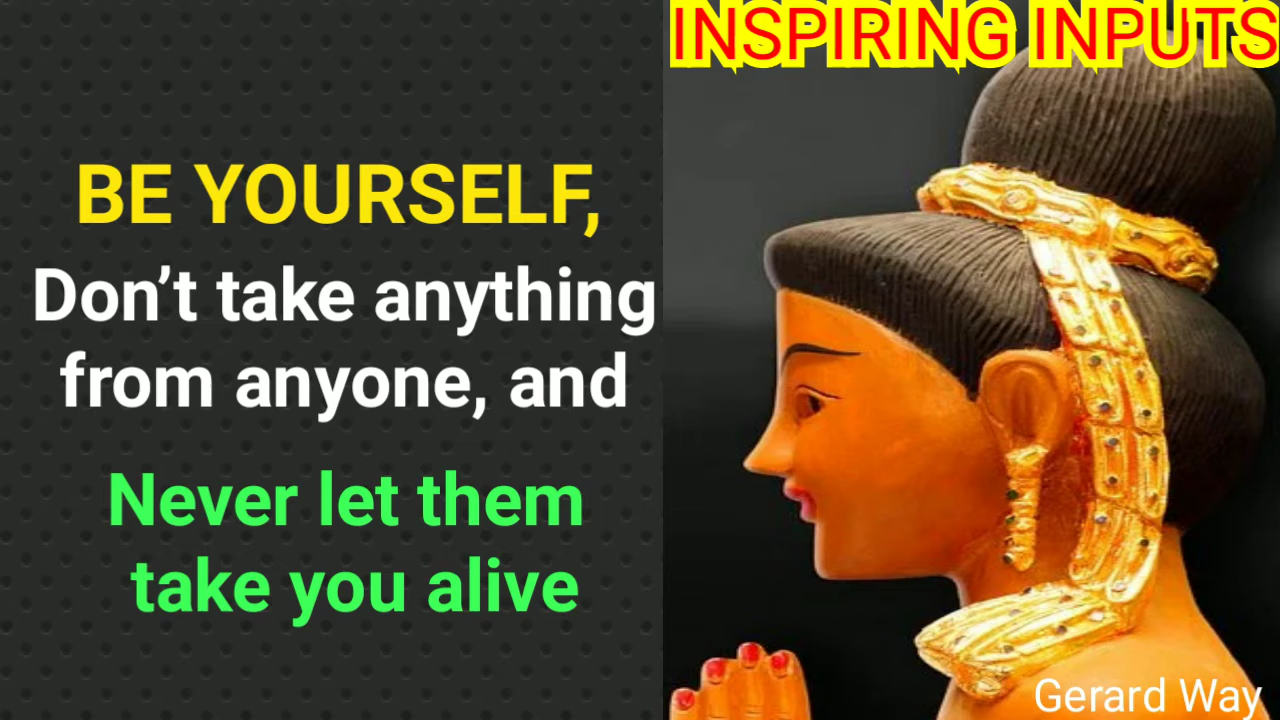 INSPIRING INPUTS
BE YOURSELF,
Don’t take anything
from anyone, and
Never let them
take you alive
Gerard Way